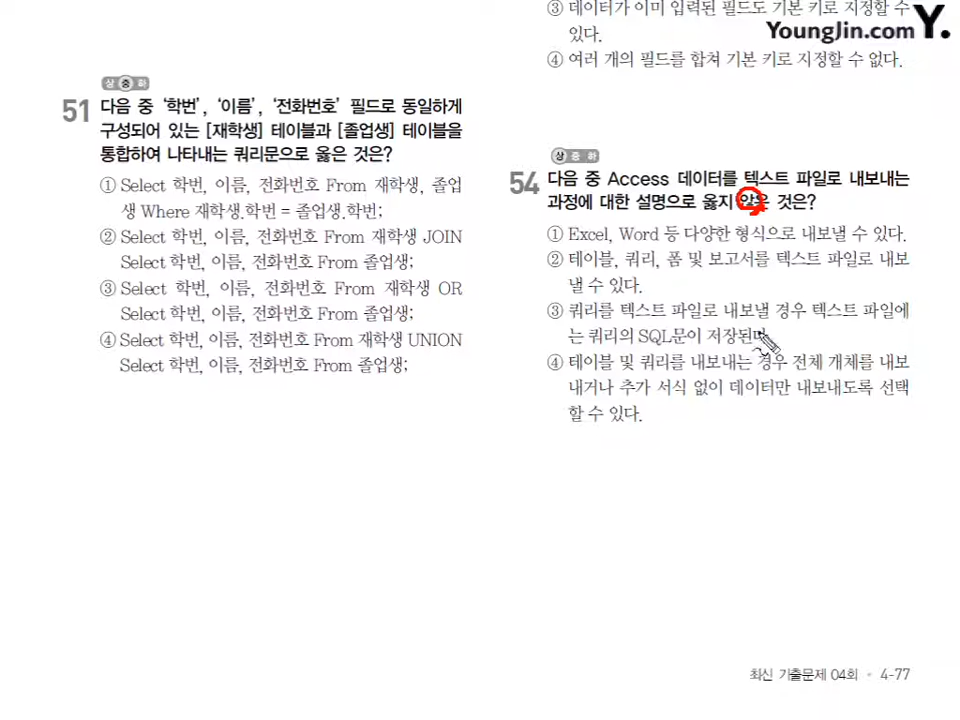 ③ 데이터가 이미 입력된 필드도 기본 키로 지정할 수
있다.
④ 여러 개의 필드를 합쳐 기본 키로 지정할 수 없다.
YoungJin.com Y.
상 중 하
51 다음 중 ‘학번’, ‘이름’, ‘전화번호’ 필드로 동일하게
구성되어 있는 [재학생] 테이블과 [졸업생] 테이블을
통합하여 나타내는 쿼리문으로 옳은 것은?
① Select 학번, 이름, 전화번호 From 재학생, 졸업
생 Where 재학생.학번 = 졸업생.학번;
② Select 학번, 이름, 전화번호 From 재학생 JOIN
Select 학번, 이름, 전화번호 From 졸업생;
③ Select 학번, 이름, 전화번호 From 재학생 OR
Select 학번, 이름, 전화번호 From 졸업생;
④ Select 학번, 이름, 전화번호 From 재학생 UNION
Select 학번, 이름, 전화번호 From 졸업생;
상 중 하
54 다음 중 Access 데이터를 텍스트 파일로 내보내는
과정에 대한 설명으로 옳지 않은 것은?
① Excel, Word 등 다양한 형식으로 내보낼 수 있다.
② 테이블, 쿼리, 폼 및 보고서를 텍스트 파일로 내보
낼 수 있다.
③ 쿼리를 텍스트 파일로 내보낼 경우 텍스트 파일에
는 쿼리의 SQL문이 저장된다
④ 테이블 및 쿼리를 내보내는 경우 전체 개체를 내보
내거나 추가 서식 없이 데이터만 내보내도록 선택
할 수 있다.
최신 기출문제 04회 • 4-77